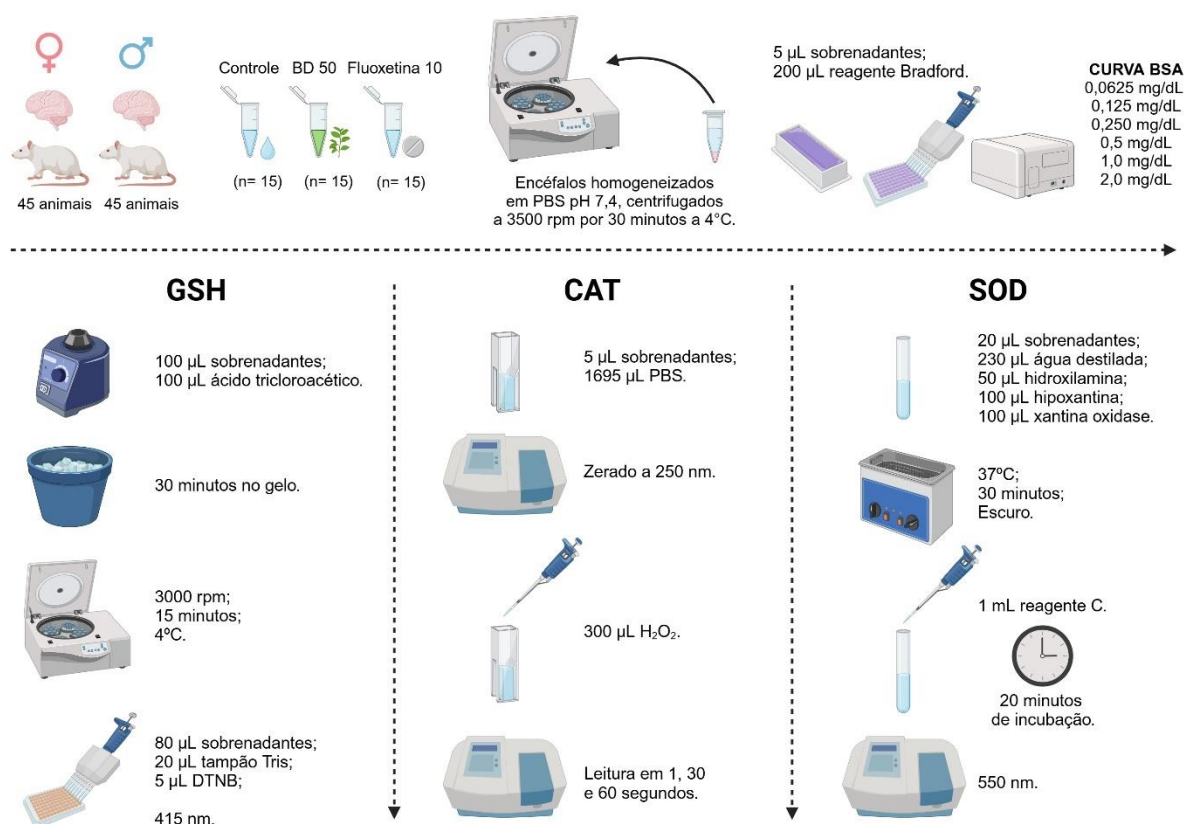 Controle BD 50 Fluoxetina 10
(n= 15) (n= 15) (n= 15)
45 animais 45 animais
Encéfalos homogeneizados
em PBS pH 7,4, centrifugados
a 3500 rpm por 30 minutos a 4°C.
5 µL sobrenadantes;
200 µL reagente Bradford.
CURVA BSA
0,0625 mg/dL
0,125 mg/dL
0,250 mg/dL
0,5 mg/dL
1,0 mg/dL
2,0 mg/dL
GSH
100 µL sobrenadantes;
100 µL ácido tricloroacético.
30 minutos no gelo.
3000 rpm;
15 minutos;
4ºC.
80 µL sobrenadantes;
20 µL tampão Tris;
5 µL DTNB;
415 nm.
CAT
5 µL sobrenadantes;
1695 µL PBS.
Zerado a 250 nm.
300 µL H₂O₂.
Leitura em 1, 30
e 60 segundos.
SOD
20 µL sobrenadantes;
230 µL água destilada;
50 µL hidroxilamina;
100 µL hipoxantina;
100 µL xantina oxidase.
37ºC;
30 minutos;
Escuro.
1 mL reagente C.
20 minutos
de incubação.
550 nm.